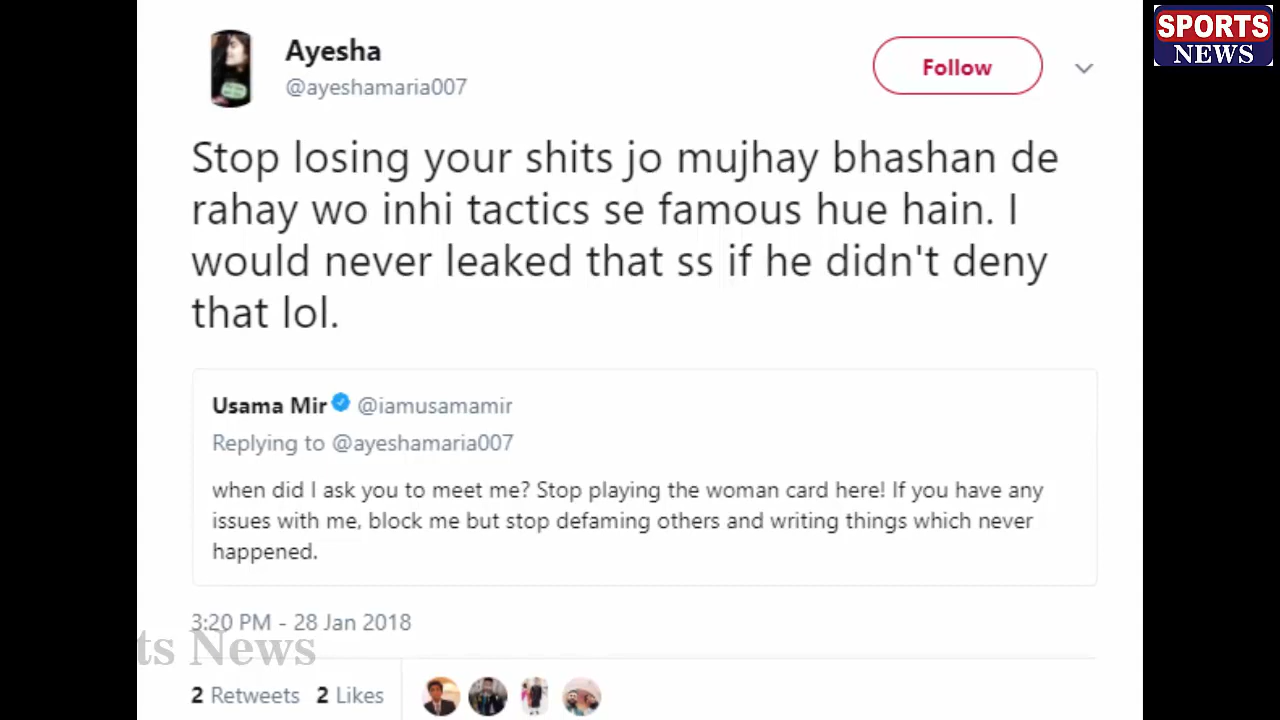 SPORTS
NEWS
Ayesha
@ayeshamaria007
Follow
Stop losing your shits jo mujhay bhashan de
rahay wo inhi tactics se famous hue hain. I
would never leaked that ss if he didn't deny
that lol.
Usama Mir @iamusamamir
Replying to @ayeshamaria007
when did I ask you to meet me? Stop playing the woman card here! If you have any
issues with me, block me but stop defaming others and writing things which never
happened.
3:20 PM - 28 Jan 2018
ts News
2 Retweets 2 Likes